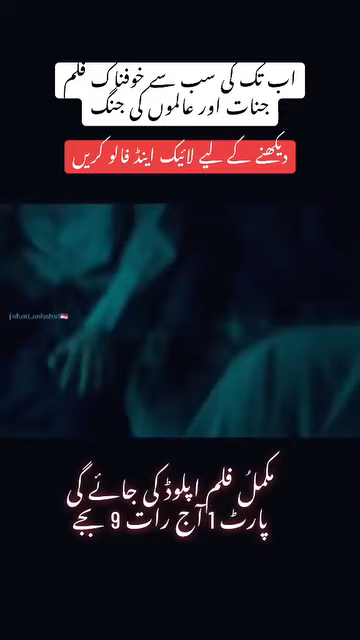 اب تک کی سب سے خوفناک فلم
جنات اور عالموں کی جنگ
دیکھنے کے لیے لائیک اینڈ فالو کریں
مکملُ فلم اپلوڈ کی جائے گی
پارٹ 1 آج رات 9 بجے